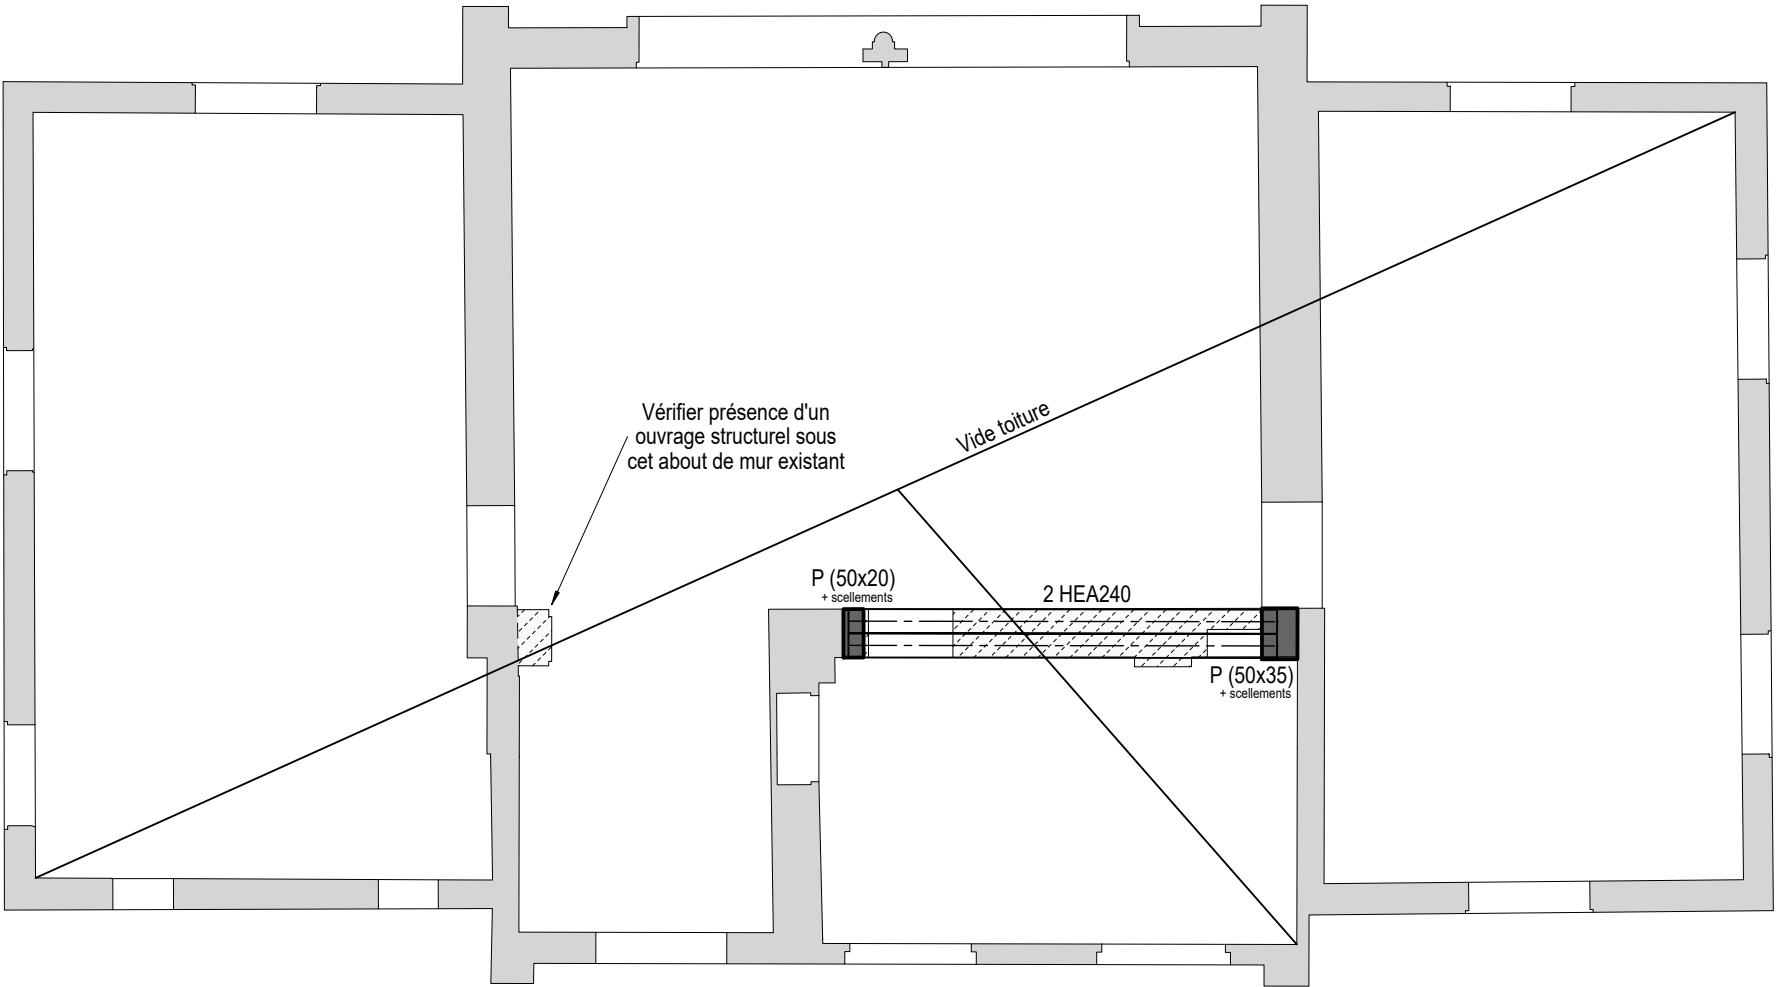 Vérifier présence d'un
ouvrage structurel sous
cet about de mur existant
Vide toiture
P (50x20)
+ scellements
2 HEA240
P (50x35)
+ scellements